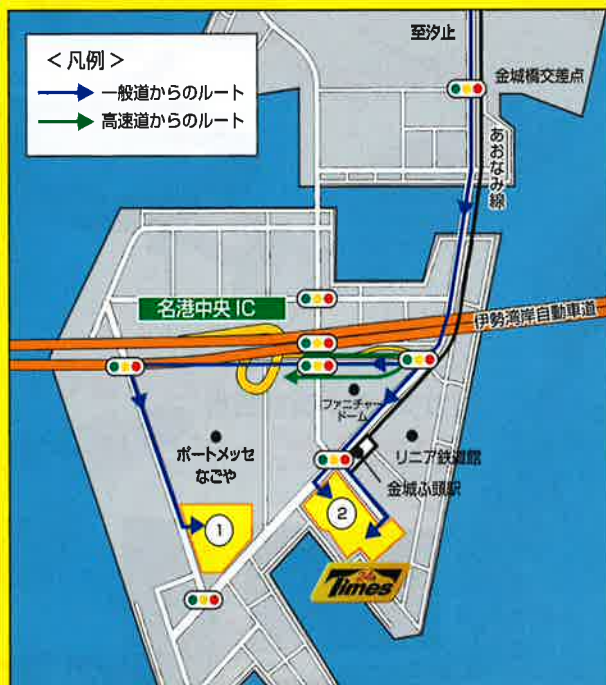 <凡例>
一般道からのルート
高速道からのルート
至汐止
金城橋交差点
あおなみ線
名港中央 IC
伊勢湾岸自動車道
ファニチャー
ドーム
ポートメッセ
なごや
リニア鉄道館
金城ふ頭駅
1
2
24h
Times